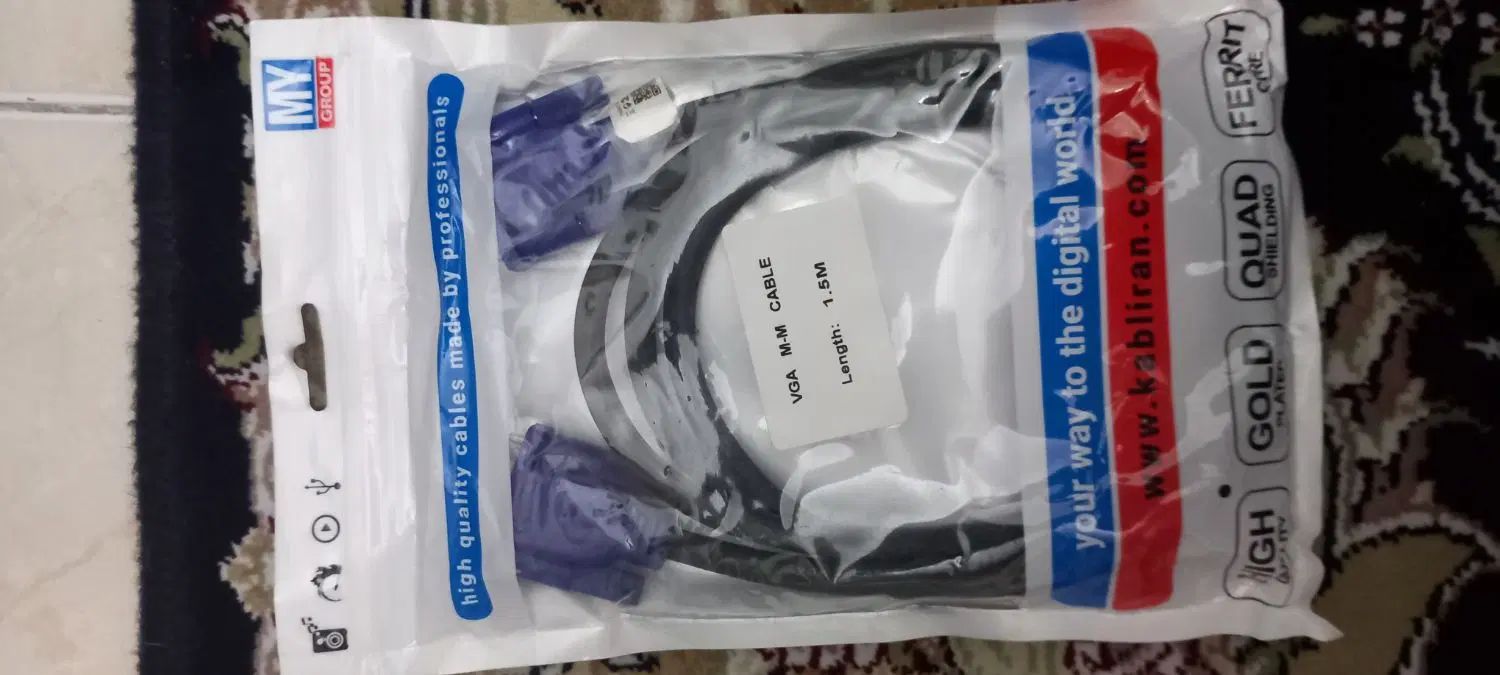 MY
GROUP
high quality cables made by professionals
VGA M-M CABLE
Length: 1.5M
your way to the digital world.
www.kabliran.com
HIGH
QUALITY
GOLD
PLATED
QUAD
SHIELDING
FERRIT
CORE